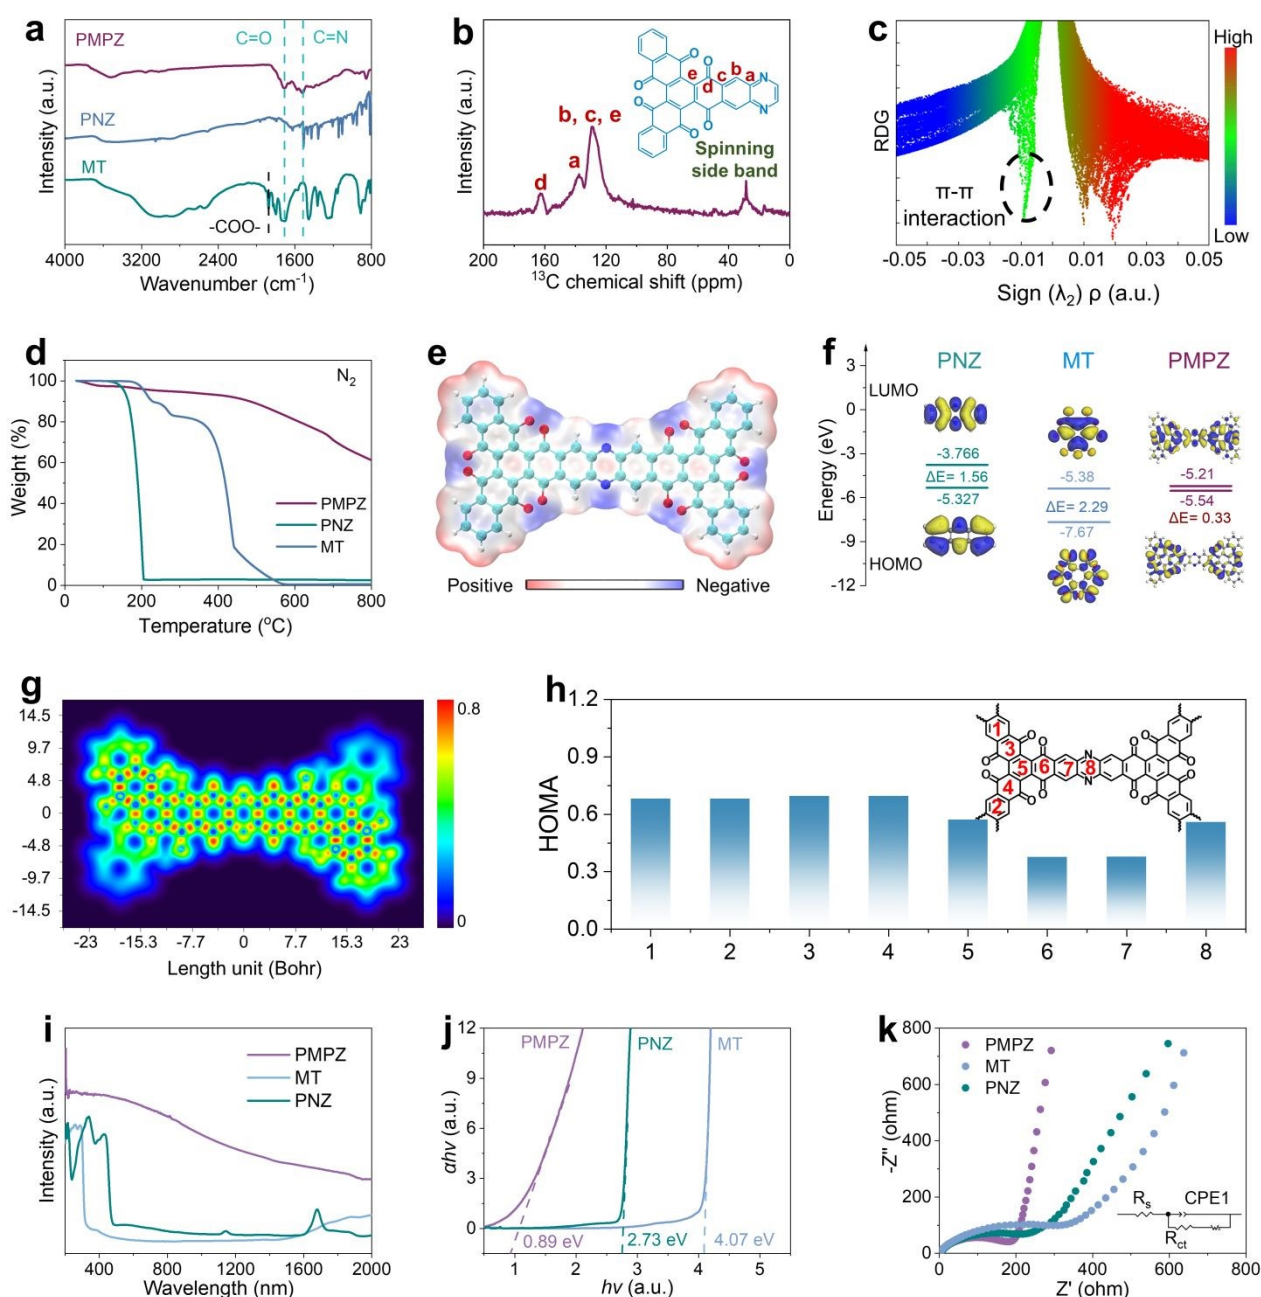 a
PMPZ
C=O
C=N
PNZ
MT
-COO-
Intensity (a.u.)
4000 3200 2400 1600 800
Wavenumber (cm⁻¹)
b
Intensity (a.u.)
O
O
O
O
O
O
N
N
e
d
c
b
a
b, c, e
a
d
Spinning
side band
200 160 120 80 40 0
¹³C chemical shift (ppm)
c
High
Low
RDG
π-π
interaction
-0.05 -0.03 -0.01 0.01 0.03 0.05
Sign (λ₂) ρ (a.u.)
d
N₂
Weight (%)
100
80
60
40
20
0
PMPZ
PNZ
MT
0 200 400 600 800
Temperature (°C)
e
Positive Negative
f
PNZ MT PMPZ
Energy (eV)
3
0
-3
-6
-9
-12
LUMO
HOMO
-3.766
ΔE= 1.56
-5.327
-5.38
ΔE= 2.29
-7.67
-5.21
-5.54
ΔE= 0.33
g
14.5
9.7
4.8
0
-4.8
-9.7
-14.5
-23 -15.3 -7.7 0 7.7 15.3 23
Length unit (Bohr)
0.8
0
h
HOMA
1.2
0.9
0.6
0.3
0.0
1 2 3 4 5 6 7 8
1
3
5
6
7
8
4
2
O
O
O
O
O
O
N
N
O
O
O
O
O
O
i
Intensity (a.u.)
PMPZ
MT
PNZ
400 800 1200 1600 2000
Wavelength (nm)
j
αhv (a.u.)
12
9
6
3
0
PMPZ
PNZ
MT
0.89 eV
2.73 eV
4.07 eV
1 2 3 4 5
hv (a.u.)
k
-Z'' (ohm)
800
600
400
200
0
PMPZ
MT
PNZ
Rs
CPE1
Rct
0 200 400 600 800
Z' (ohm)